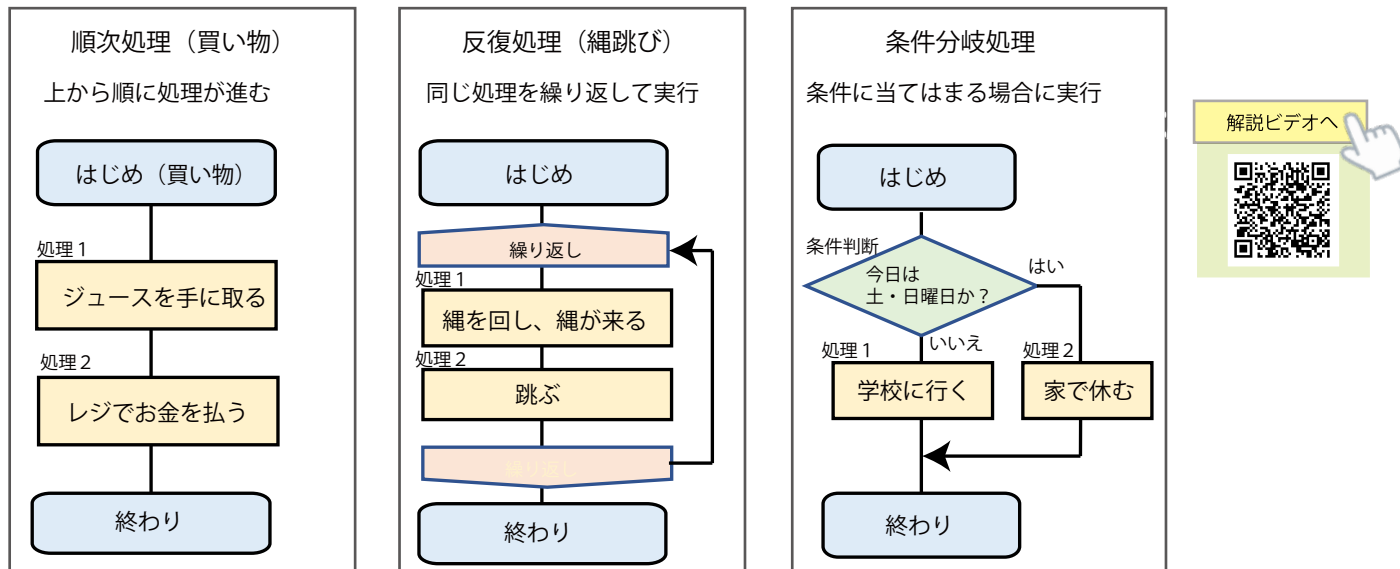 順次処理（買い物）
上から順に処理が進む
はじめ（買い物）
処理1
ジュースを手に取る
処理2
レジでお金を払う
終わり
反復処理（縄跳び）
同じ処理を繰り返して実行
はじめ
繰り返し
処理1
縄を回し、縄が来る
処理2
跳ぶ
繰り返し
終わり
条件分岐処理
条件に当てはまる場合に実行
はじめ
条件判断
今日は
土・日曜日か？
はい
いいえ
処理1
学校に行く
処理2
家で休む
終わり
解説ビデオへ